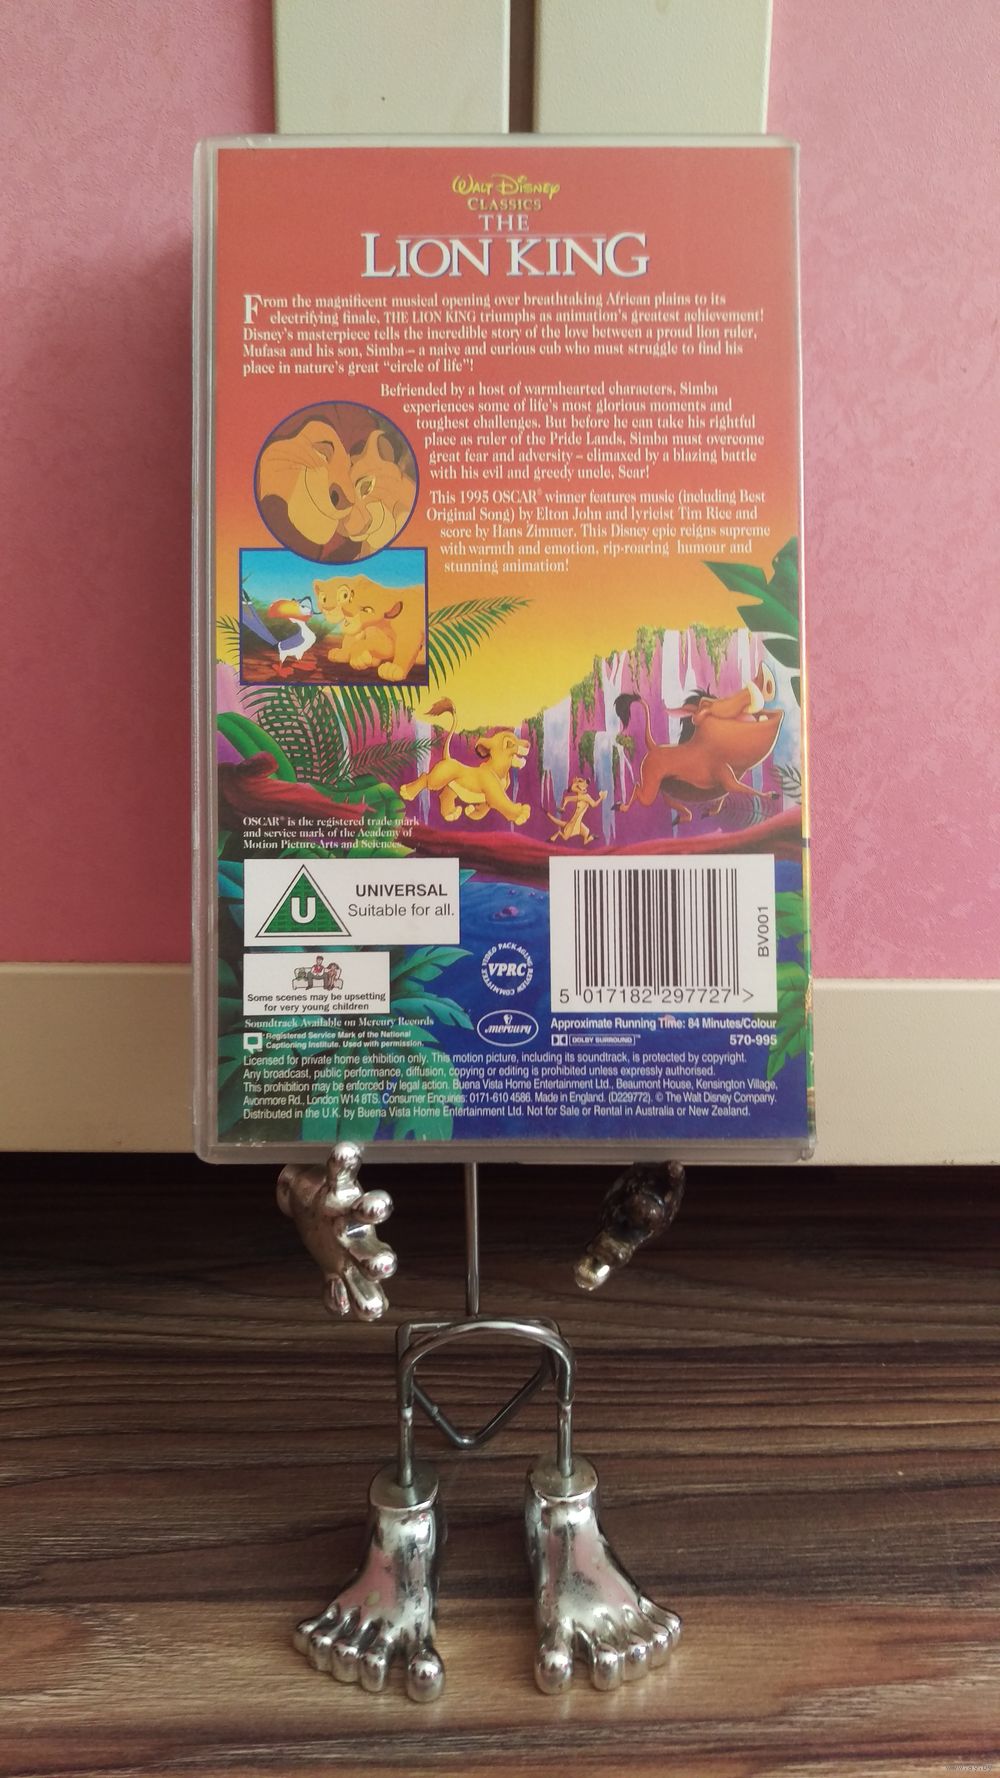 WALT DISNEY
CLASSICS
THE
LION KING
From the magnificent musical opening over breathtaking African plains to its
electrifying finale, THE LION KING triumphs as animation's greatest achievement!
Disney's masterpiece tells the incredible story of the love between a proud lion ruler,
Mufasa and his son, Simba – a naive and curious cub who must struggle to find his
place in nature's great “circle of life”!
Befriended by a host of warmhearted characters, Simba
experiences some of life's most glorious moments and
toughest challenges. But before he can take his rightful
place as ruler of the Pride Lands, Simba must overcome
great fear and adversity – climaxed by a blazing battle
with his evil and greedy uncle, Scar!
This 1995 OSCAR® winner features music (including Best
Original Song) by Elton John and lyricist Tim Rice and
score by Hans Zimmer. This Disney epic reigns supreme
with warmth and emotion, rip-roaring humour and
stunning animation!
OSCAR® is the registered trade mark
and service mark of the Academy of
Motion Picture Arts and Sciences.
U
UNIVERSAL
Suitable for all.
Some scenes may be upsetting
for very young children
VIDEO PACKAGING REVIEW COMMITTEE
VPRC
BV001
5 017182 297727 >
Soundtrack Available on Mercury Records
Registered Service Mark of the National
Captioning Institute. Used with permission.
mercury
Approximate Running Time: 84 Minutes/Colour
DOLBY SURROUND
570-995
Licensed for private home exhibition only. This motion picture, including its soundtrack, is protected by copyright.
Any broadcast, public performance, diffusion, copying or editing is prohibited unless expressly authorised.
This prohibition may be enforced by legal action. Buena Vista Home Entertainment Ltd., Beaumont House, Kensington Village,
Avonmore Rd., London W14 8TS. Consumer Enquiries: 0171-610 4586. Made in England. (D229772). © The Walt Disney Company.
Distributed in the U.K. by Buena Vista Home Entertainment Ltd. Not for Sale or Rental in Australia or New Zealand.